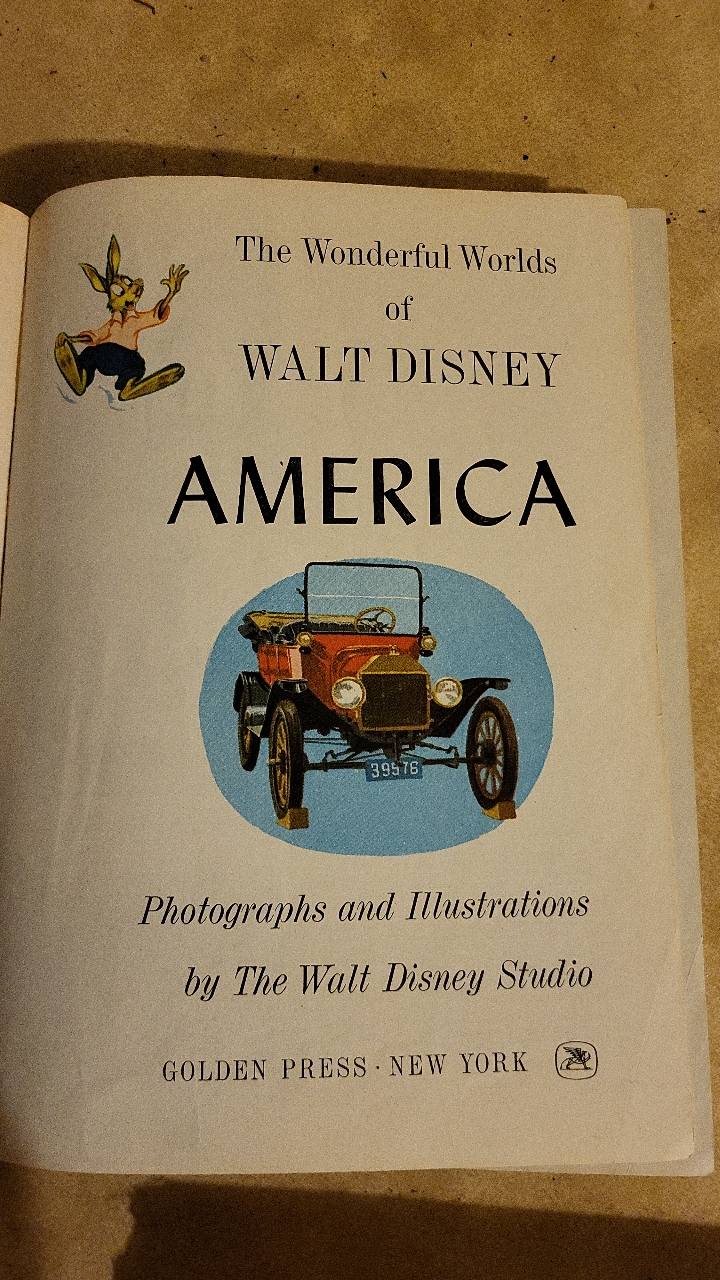 The Wonderful Worlds
of
WALT DISNEY
AMERICA
39576
Photographs and Illustrations
by The Walt Disney Studio
GOLDEN PRESS · NEW YORK